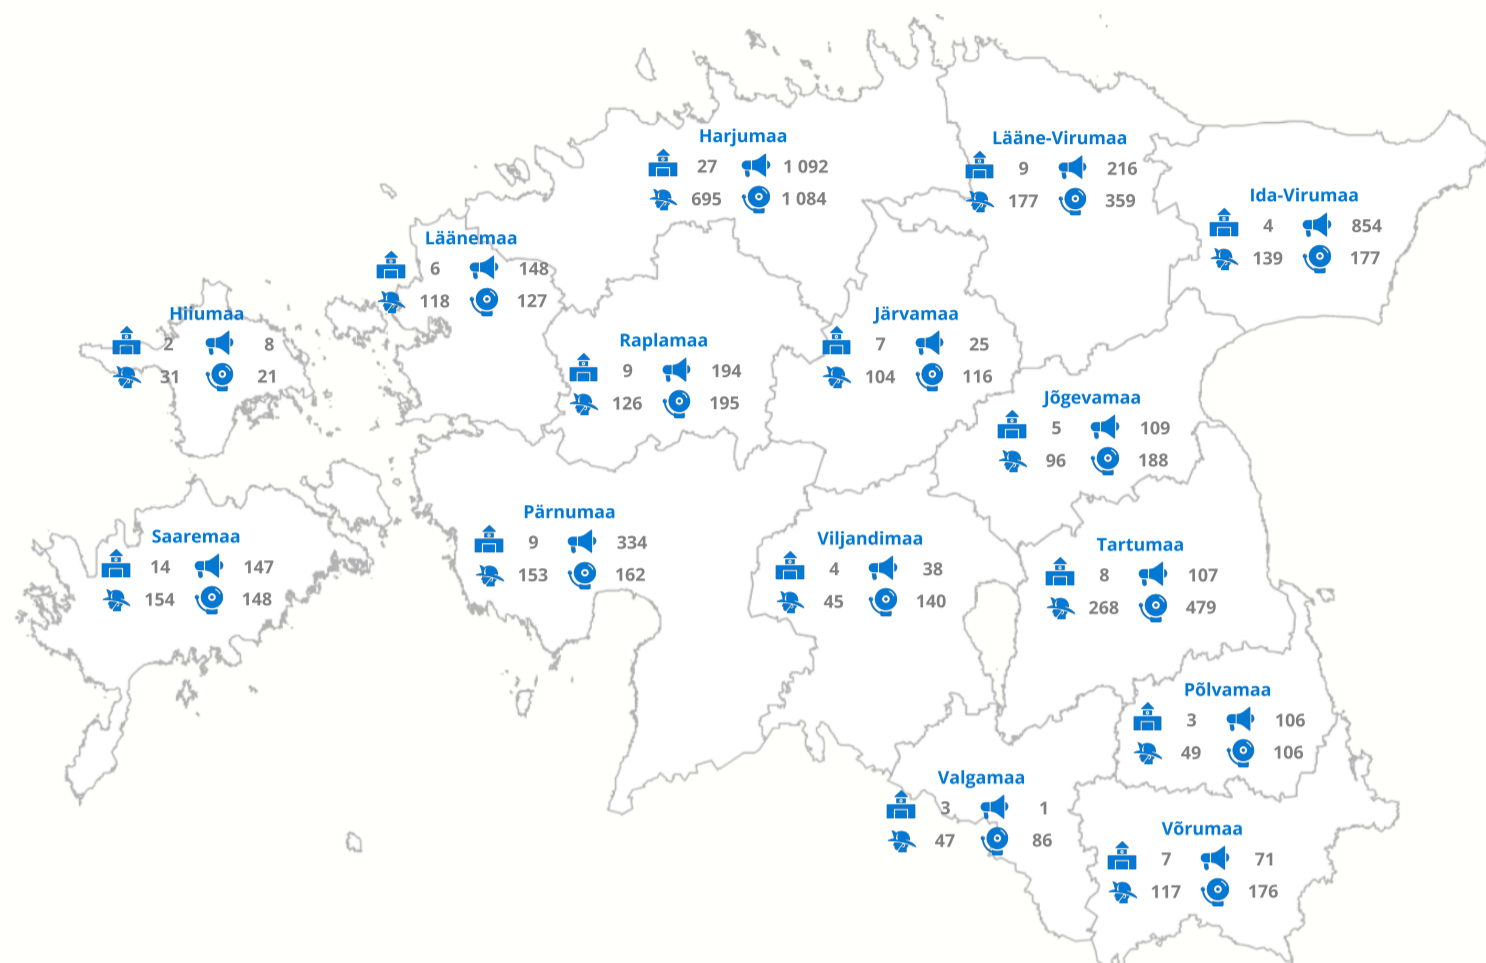 Harjumaa
27 1 092
695 1 084
Lääne-Virumaa
9 216
177 359
Ida-Virumaa
4 854
139 177
Läänemaa
6 148
118 127
Hiiumaa
2 8
31 21
Raplamaa
9 194
126 195
Järvamaa
7 25
104 116
Jõgevamaa
5 109
96 188
Saaremaa
14 147
154 148
Pärnumaa
9 334
153 162
Viljandimaa
4 38
45 140
Tartumaa
8 107
268 479
Põlvamaa
3 106
49 106
Valgamaa
3 1
47 86
Võrumaa
7 71
117 176